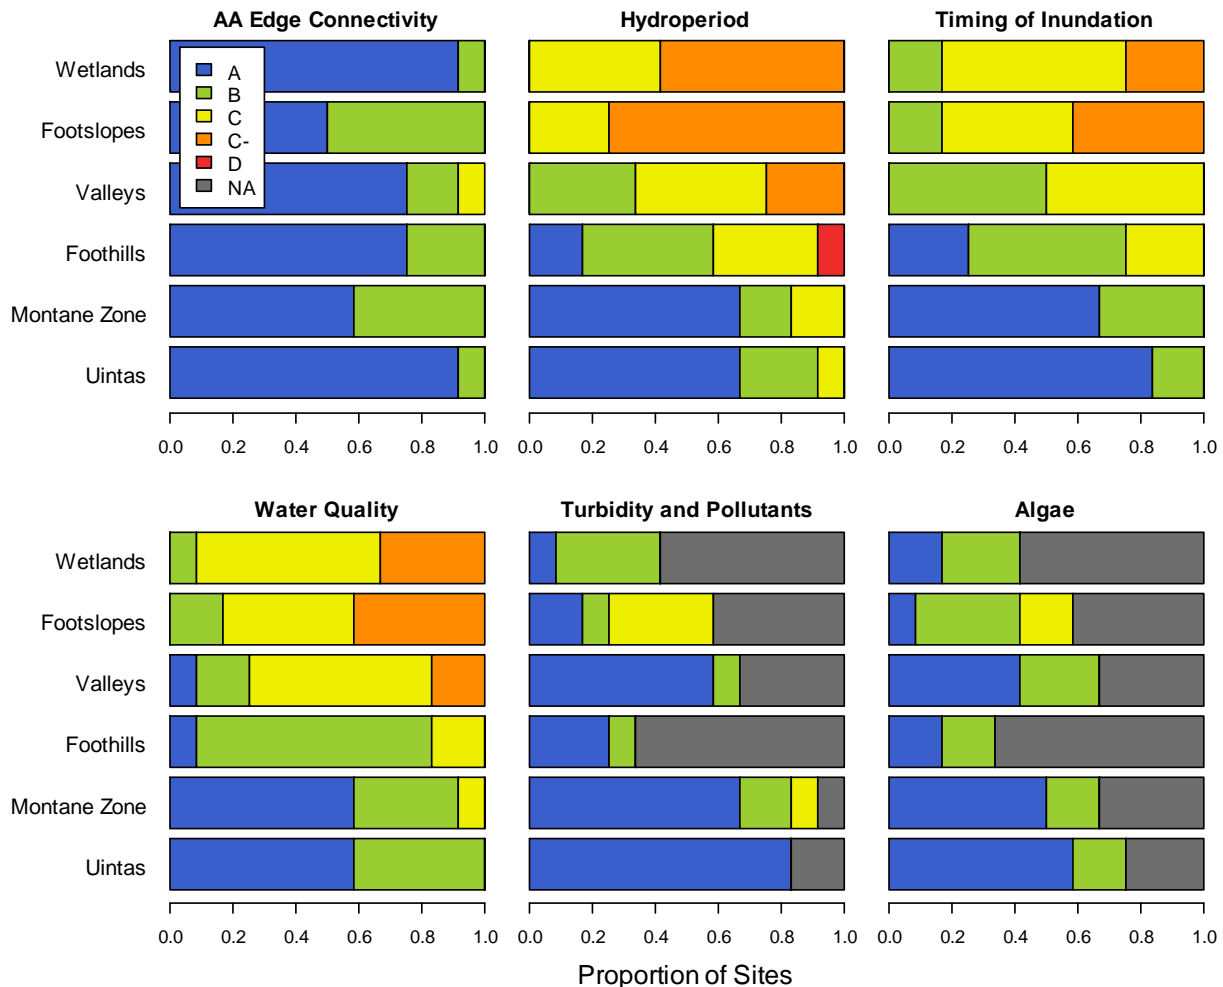 AA Edge Connectivity Hydroperiod Timing of Inundation
Wetlands
Footslopes
Valleys
Foothills
Montane Zone
Uintas
A
B
C
C-
D
NA
0.0 0.2 0.4 0.6 0.8 1.0 0.0 0.2 0.4 0.6 0.8 1.0 0.0 0.2 0.4 0.6 0.8 1.0
Water Quality Turbidity and Pollutants Algae
Wetlands
Footslopes
Valleys
Foothills
Montane Zone
Uintas
0.0 0.2 0.4 0.6 0.8 1.0 0.0 0.2 0.4 0.6 0.8 1.0 0.0 0.2 0.4 0.6 0.8 1.0
Proportion of Sites